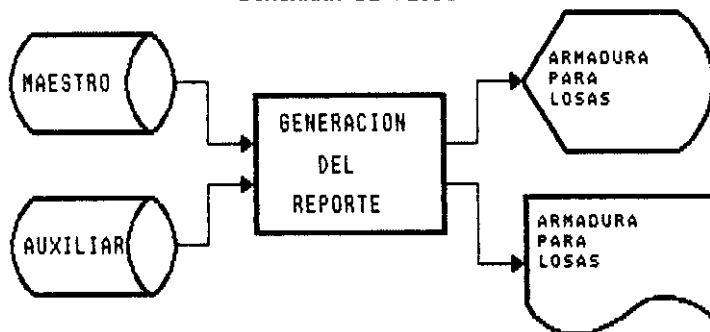 MAESTRO
AUXILIAR
GENERACION
DEL
REPORTE
ARMADURA
PARA
LOSAS
ARMADURA
PARA
LOSAS